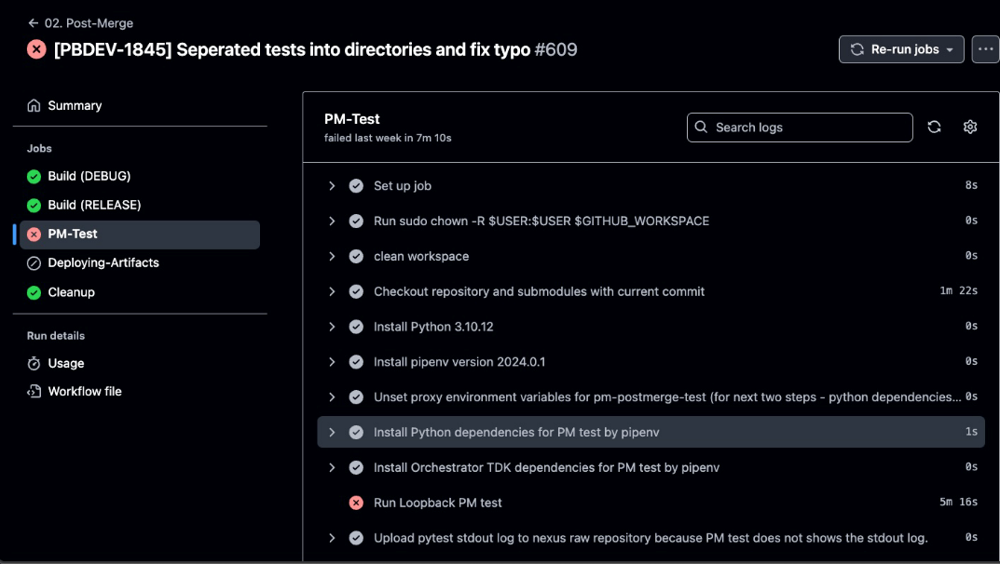 ← 02. Post-Merge
[PBDEV-1845] Seperated tests into directories and fix typo #609
Re-run jobs
...
Summary
Jobs
Build (DEBUG)
Build (RELEASE)
PM-Test
Deploying-Artifacts
Cleanup
Run details
Usage
Workflow file
PM-Test
failed last week in 7m 10s
Search logs
Set up job 8s
Run sudo chown -R $USER:$USER $GITHUB_WORKSPACE 0s
clean workspace 0s
Checkout repository and submodules with current commit 1m 22s
Install Python 3.10.12 0s
Install pipenv version 2024.0.1 0s
Unset proxy environment variables for pm-postmerge-test (for next two steps - python dependencies... 0s
Install Python dependencies for PM test by pipenv 1s
Install Orchestrator TDK dependencies for PM test by pipenv 0s
Run Loopback PM test 5m 16s
Upload pytest stdout log to nexus raw repository because PM test does not shows the stdout log. 0s